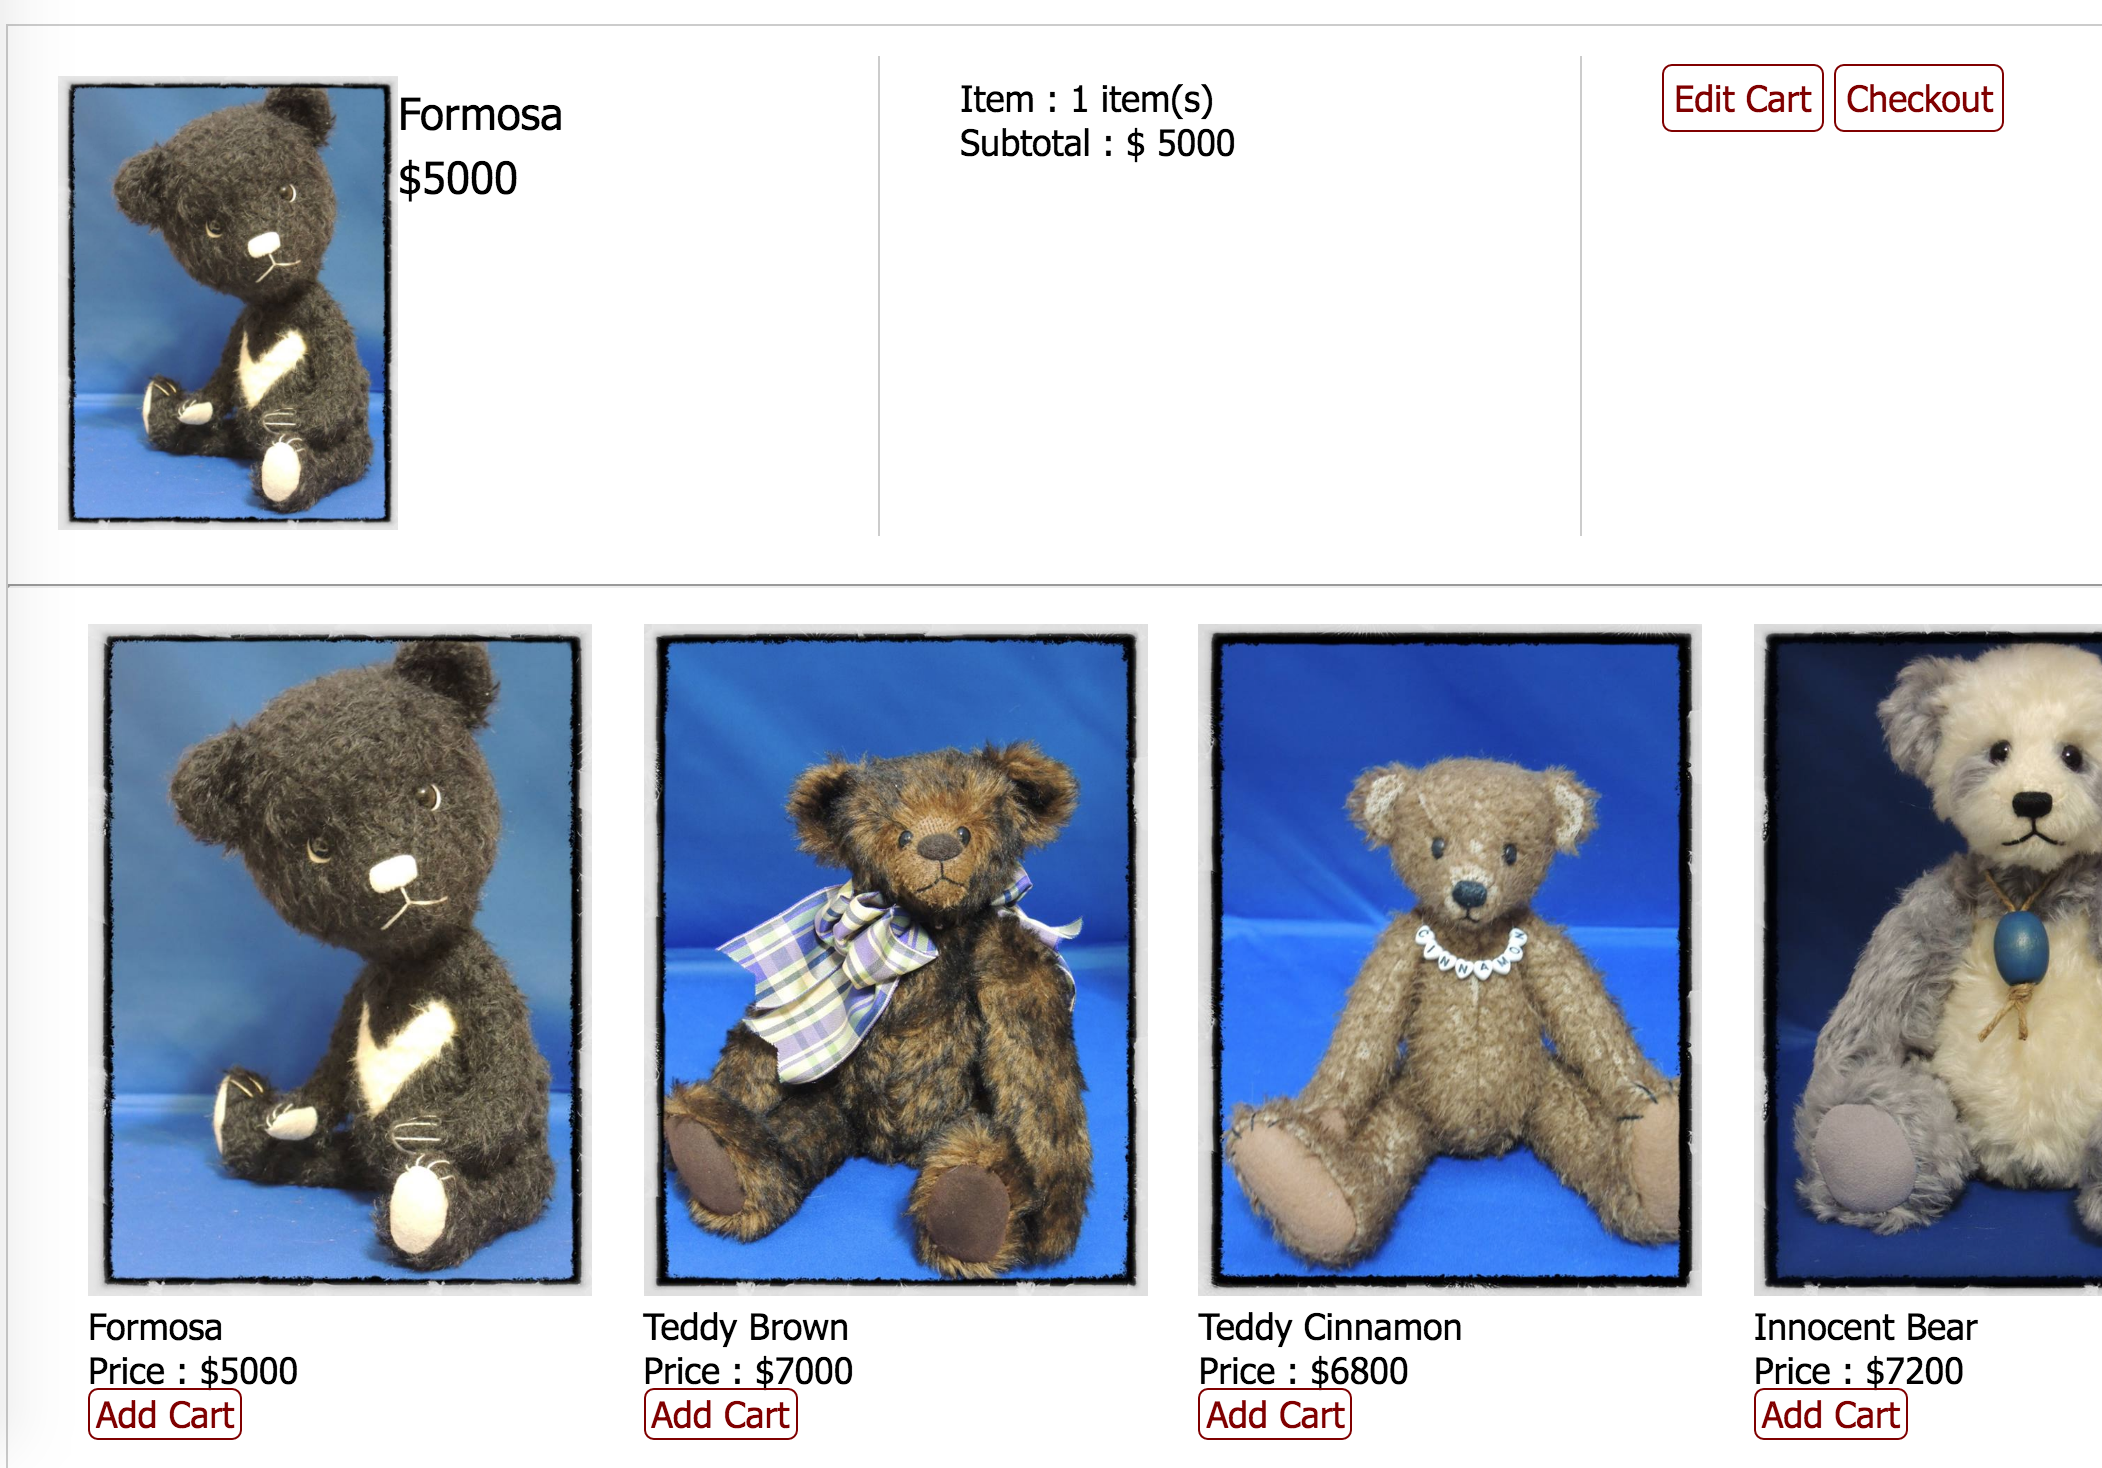 Formosa
$5000
Item : 1 item(s)
Subtotal : $ 5000
Edit Cart
Checkout
CINNAMON
Formosa
Price : $5000
Add Cart
Teddy Brown
Price : $7000
Add Cart
Teddy Cinnamon
Price : $6800
Add Cart
Innocent Bear
Price : $7200
Add Cart